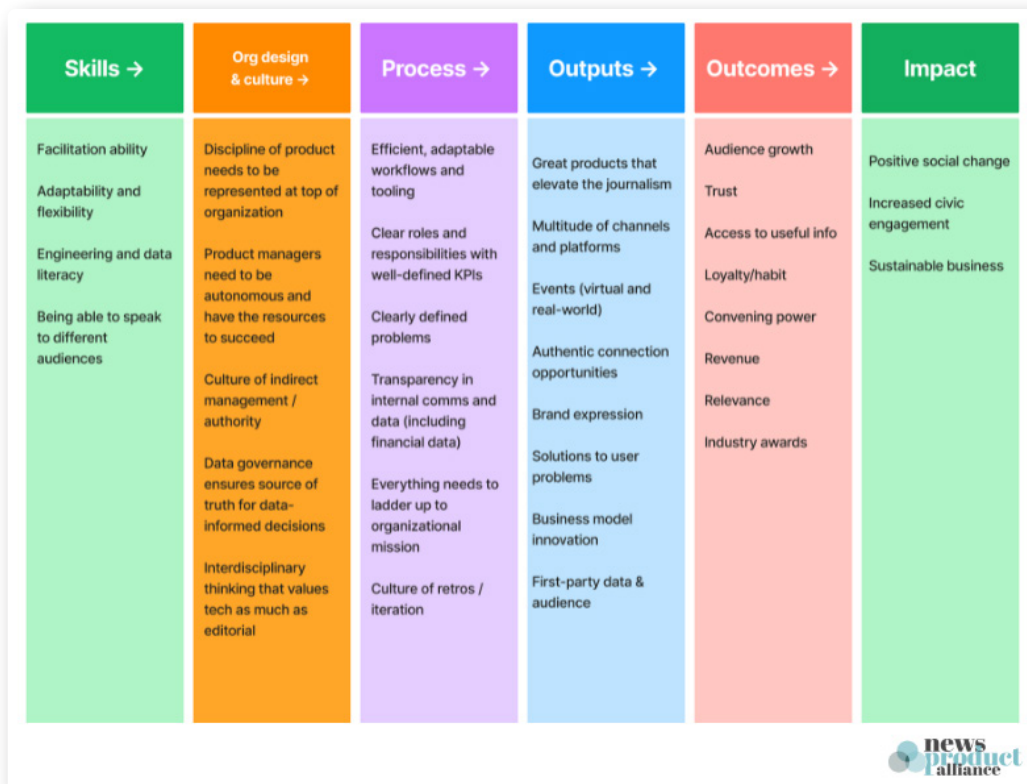 Skills →
Facilitation ability
Adaptability and
flexibility
Engineering and data
literacy
Being able to speak
to different
audiences
Org design
& culture →
Discipline of product
needs to be
represented at top of
organization
Product managers
need to be
autonomous and
have the resources
to succeed
Culture of indirect
management /
authority
Data governance
ensures source of
truth for data-
informed decisions
Interdisciplinary
thinking that values
tech as much as
editorial
Process →
Efficient, adaptable
workflows and
tooling
Clear roles and
responsibilities with
well-defined KPIs
Clearly defined
problems
Transparency in
internal comms and
data (including
financial data)
Everything needs to
ladder up to
organizational
mission
Culture of retros /
iteration
Outputs →
Great products that
elevate the journalism
Multitude of channels
and platforms
Events (virtual and
real-world)
Authentic connection
opportunities
Brand expression
Solutions to user
problems
Business model
innovation
First-party data &
audience
Outcomes →
Audience growth
Trust
Access to useful info
Loyalty/habit
Convening power
Revenue
Relevance
Industry awards
Impact
Positive social change
Increased civic
engagement
Sustainable business
news
product
alliance